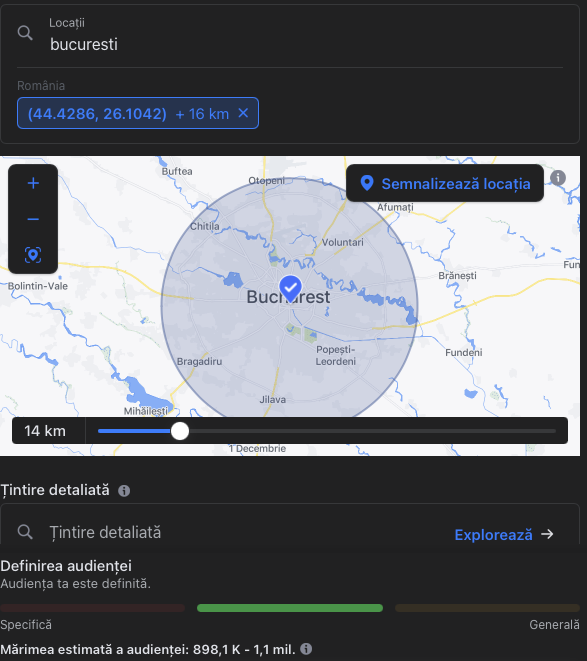 Locații
bucuresti
România
(44.4286, 26.1042) + 16 km ×
Buftea
Otopeni
Semnalizează locația
Afumați
Chitila
Voluntari
Brănești
Bolintin-Vale
Bucharest
Popești-
Leordeni
Fundeni
Bragadiru
Jilava
Mihăilești
14 km
1 Decembrie
Țintire detaliată
Țintire detaliată
Explorează →
Definirea audienței
Audiența ta este definită.
Specifică
Generală
Mărimea estimată a audienței: 898,1 K - 1,1 mil.